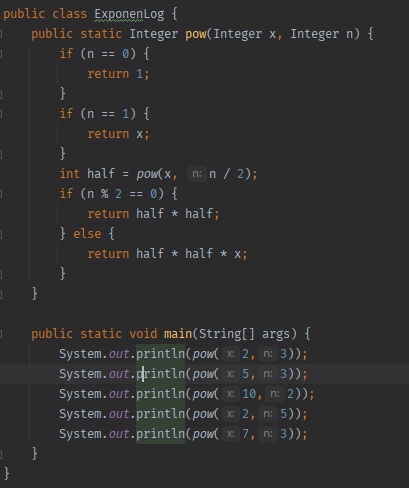 public class ExponenLog {
    public static Integer pow(Integer x, Integer n) {
        if (n == 0) {
            return 1;
        }
        if (n == 1) {
            return x;
        }
        int half = pow(x, n: n / 2);
        if (n % 2 == 0) {
            return half * half;
        } else {
            return half * half * x;
        }
    }

    public static void main(String[] args) {
        System.out.println(pow( x: 2, n: 3));
        System.out.println(pow( x: 5, n: 3));
        System.out.println(pow( x: 10, n: 2));
        System.out.println(pow( x: 2, n: 5));
        System.out.println(pow( x: 7, n: 3));
    }
}